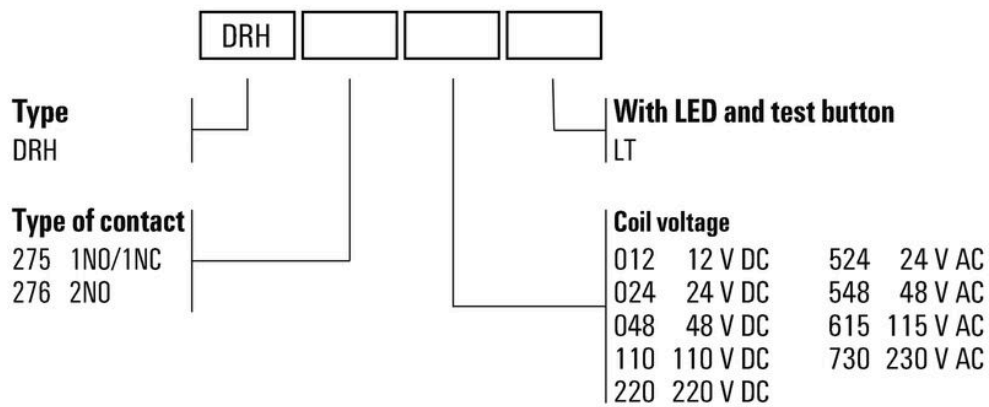 DRH
Type
DRH
With LED and test button
LT
Type of contact
275 1NO/1NC
276 2NO
Coil voltage
012 12 V DC 524 24 V AC
024 24 V DC 548 48 V AC
048 48 V DC 615 115 V AC
110 110 V DC 730 230 V AC
220 220 V DC